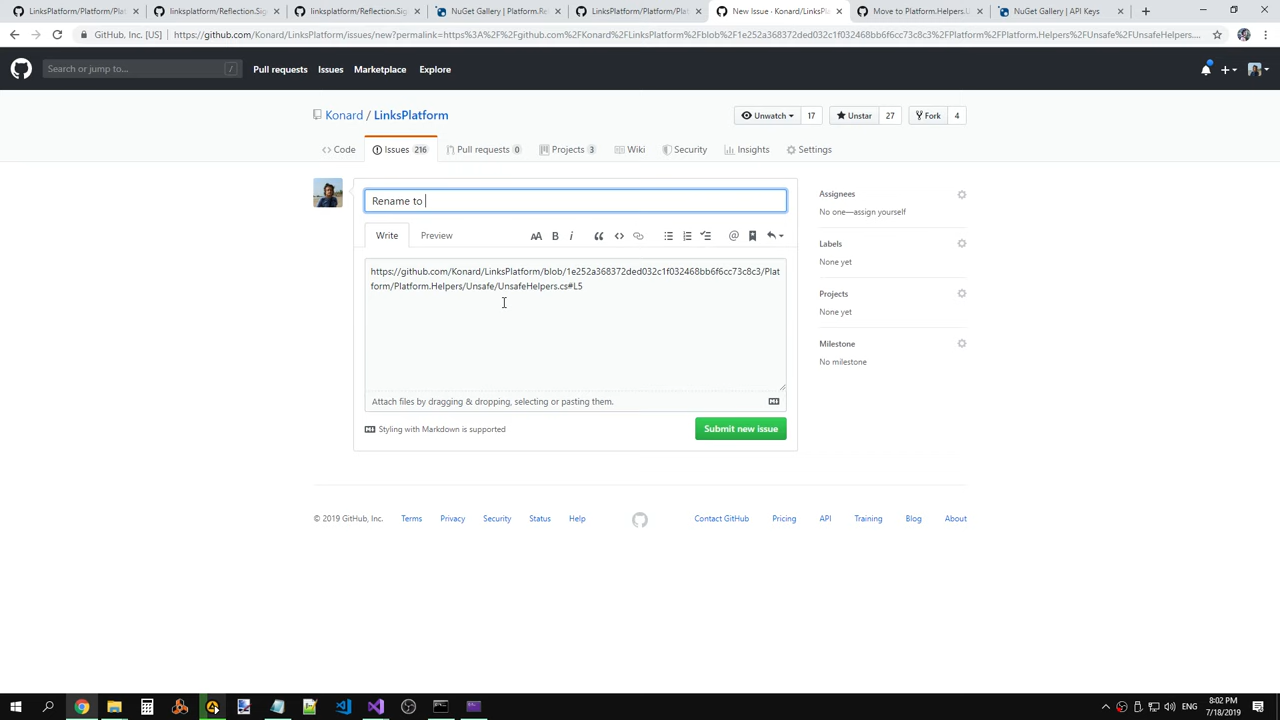 LinksPlatform/Platform.
linksplatform/Reflection.Sig
linksplatform/Reflection.Sig
NuGet Gallery | Platform.Re
LinksPlatform/Platform/Plat
New Issue · Konard/LinksPl
Move to Platform.Helpers.U
NuGet Gallery | API Keys
GitHub, Inc. [US]
https://github.com/Konard/LinksPlatform/issues/new?permalink=https%3A%2F%2Fgithub.com%2FKonard%2FLinksPlatform%2Fblob%2F1e252a368372ded032c1f032468bb6f6cc73c8c3%2FPlatform%2FPlatform.Helpers%2FUnsafe%2FUnsafeHelpers....
Search or jump to...
/
Pull requests
Issues
Marketplace
Explore
Konard / LinksPlatform
Unwatch
17
Unstar
27
Fork
4
Code
Issues 216
Pull requests 0
Projects 3
Wiki
Security
Insights
Settings
Rename to
Write
Preview
AA
B
i
https://github.com/Konard/LinksPlatform/blob/1e252a368372ded032c1f032468bb6f6cc73c8c3/Plat
form/Platform.Helpers/Unsafe/UnsafeHelpers.cs#L5
Attach files by dragging & dropping, selecting or pasting them.
Styling with Markdown is supported
Submit new issue
Assignees
No one—assign yourself
Labels
None yet
Projects
None yet
Milestone
No milestone
© 2019 GitHub, Inc.
Terms
Privacy
Security
Status
Help
Contact GitHub
Pricing
API
Training
Blog
About
ENG
8:02 PM
7/18/2019